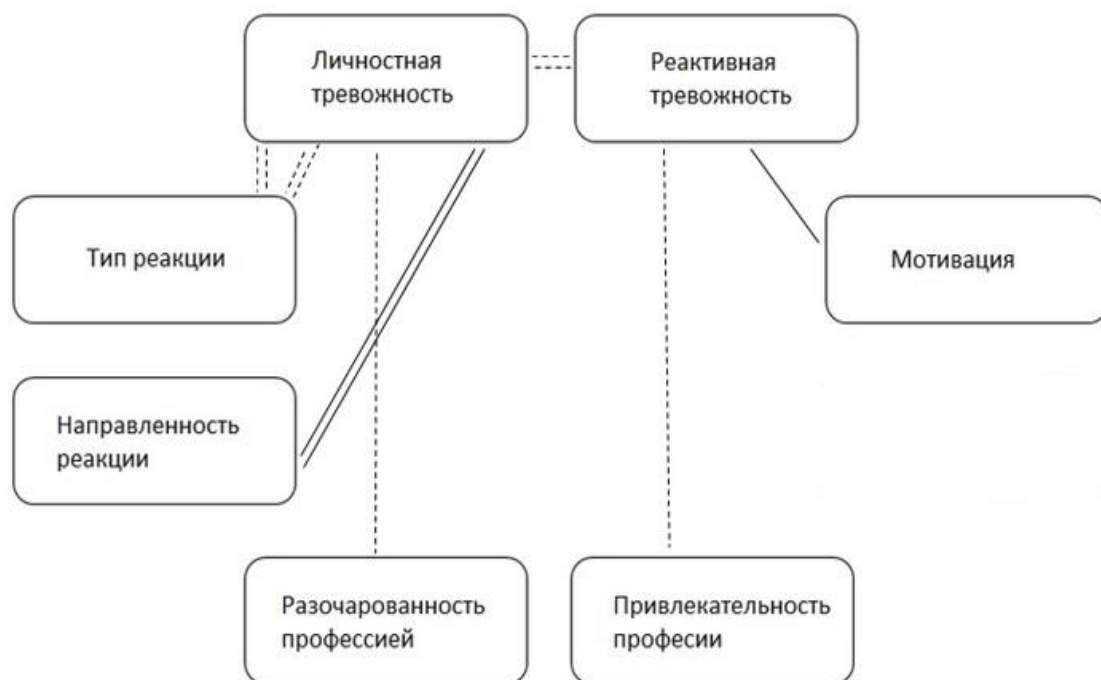 Личностная
тревожность
Реактивная
тревожность
Тип реакции
Мотивация
Направленность
реакции
Разочарованность
профессией
Привлекательность
професии